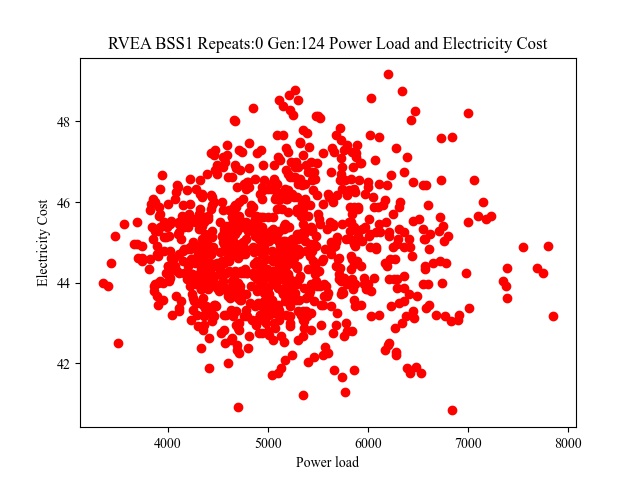 RVEA BSS1 Repeats:0 Gen:124 Power Load and Electricity Cost
48
46
44
42
Electricity Cost
4000 5000 6000 7000 8000
Power load